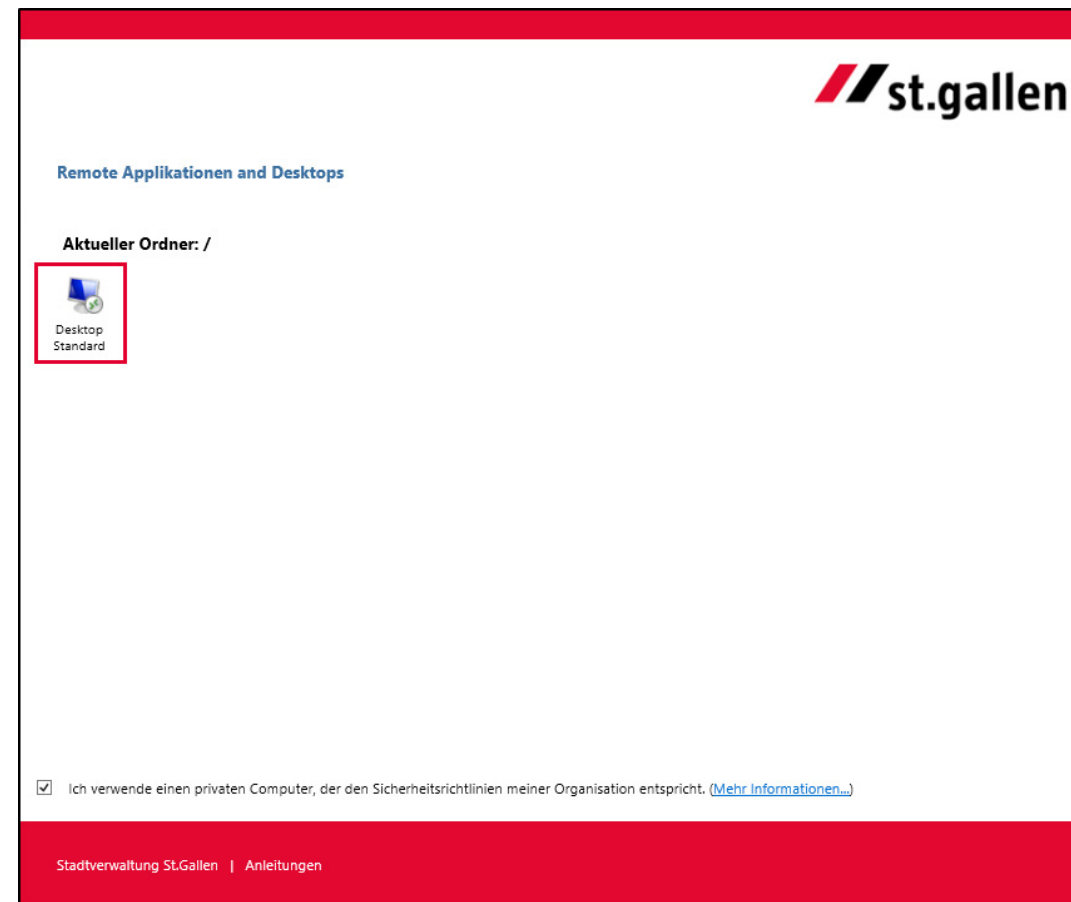 st.gallen
Remote Applikationen and Desktops
Aktueller Ordner: /
Desktop
Standard
Ich verwende einen privaten Computer, der den Sicherheitsrichtlinien meiner Organisation entspricht. (Mehr Informationen...)
Stadtverwaltung St.Gallen | Anleitungen